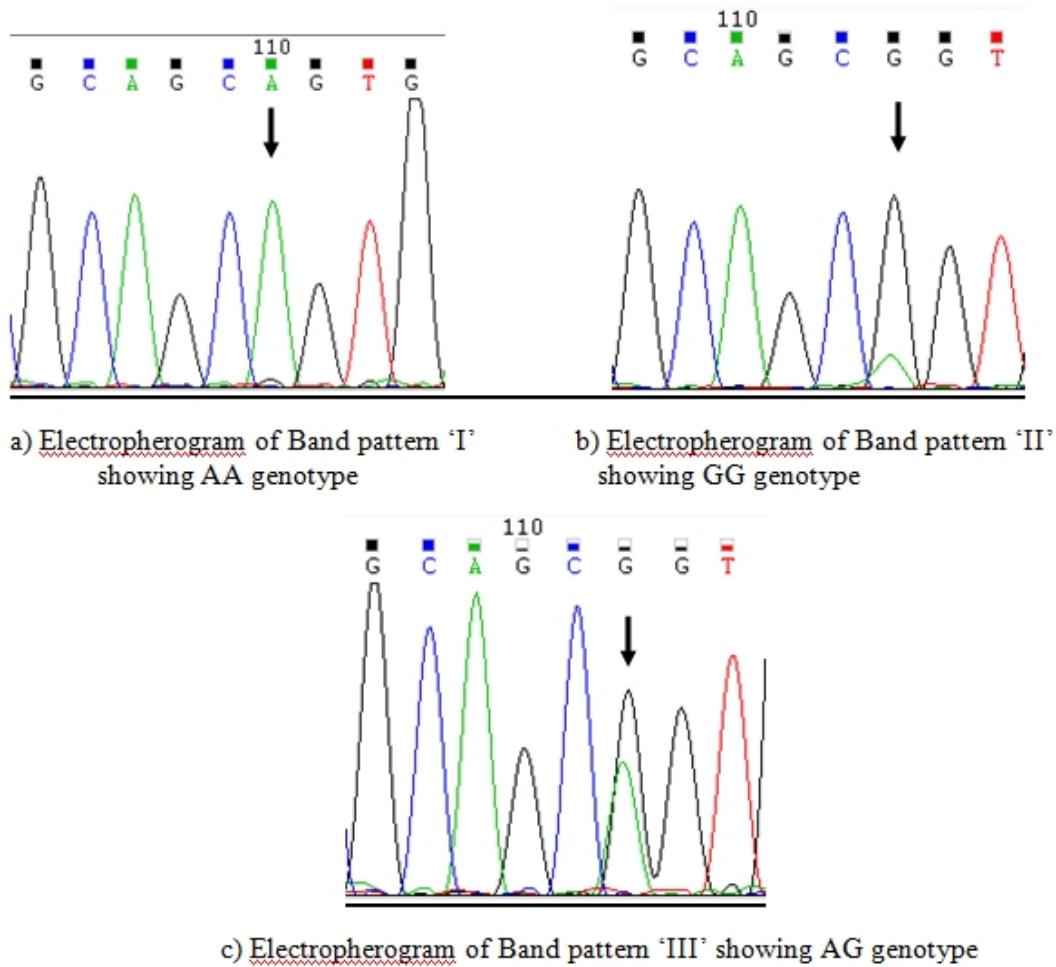 110
G C A G C A G T G
110
G C A G C G G T
a) Electropherogram of Band pattern ‘I’
showing AA genotype
b) Electropherogram of Band pattern ‘II’
showing GG genotype
110
G C A G C G G T
c) Electropherogram of Band pattern ‘III’ showing AG genotype